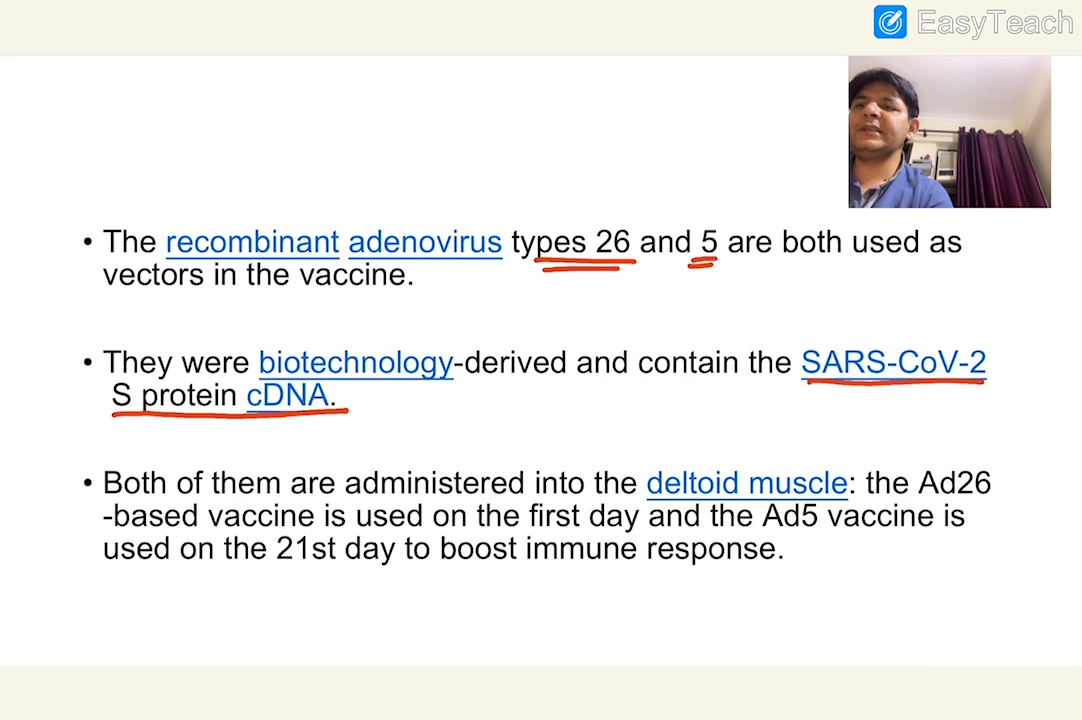 EasyTeach
• The recombinant adenovirus types 26 and 5 are both used as
vectors in the vaccine.
• They were biotechnology-derived and contain the SARS-CoV-2
S protein cDNA.
• Both of them are administered into the deltoid muscle: the Ad26
-based vaccine is used on the first day and the Ad5 vaccine is
used on the 21st day to boost immune response.